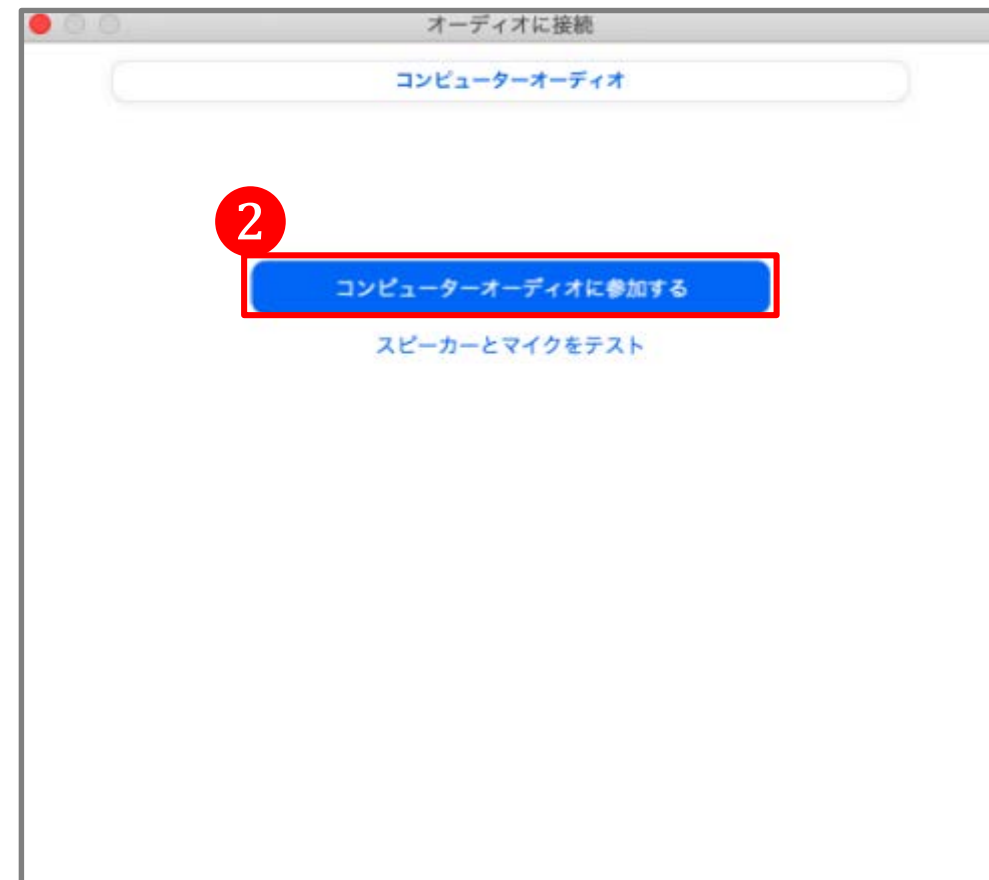 オーディオに接続
コンピューターオーディオ
2
コンピューターオーディオに参加する
スピーカーとマイクをテスト